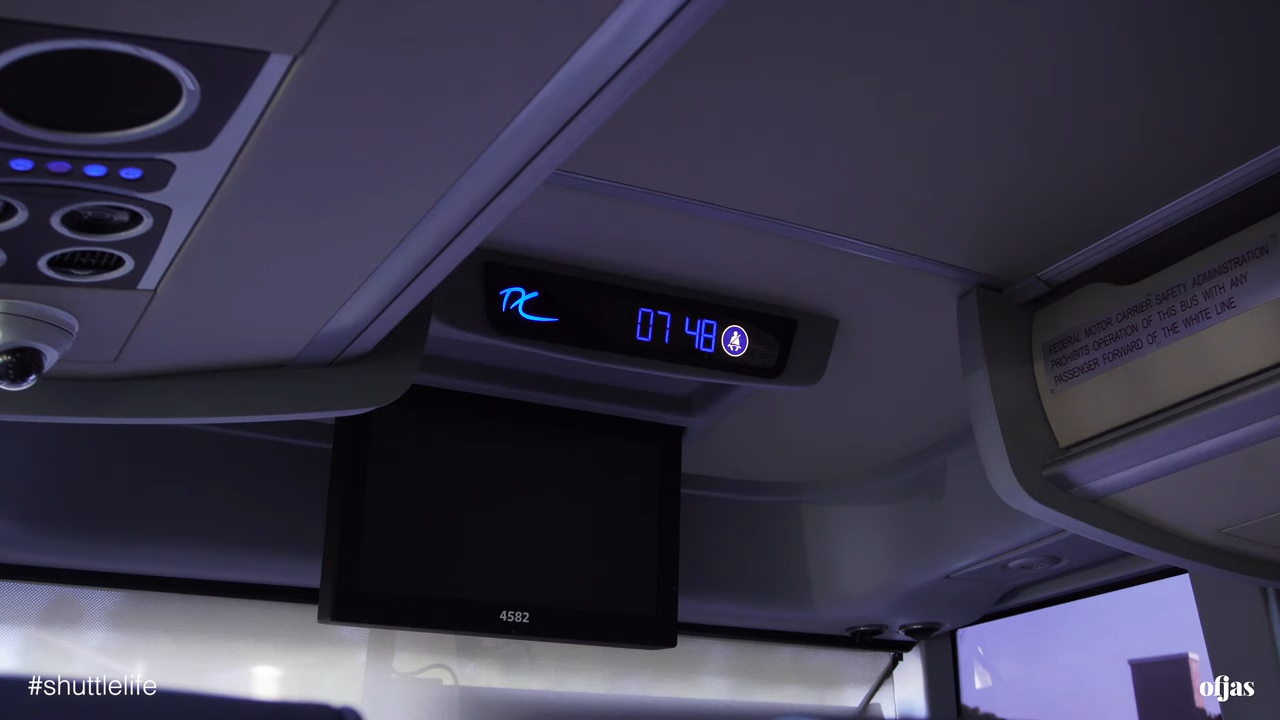 07 48
FEDERAL MOTOR CARRIER SAFETY ADMINISTRATION
PROHIBITS OPERATION OF THIS BUS WITH ANY
PASSENGER FORWARD OF THE WHITE LINE
4582
#shuttlelife
ofjas